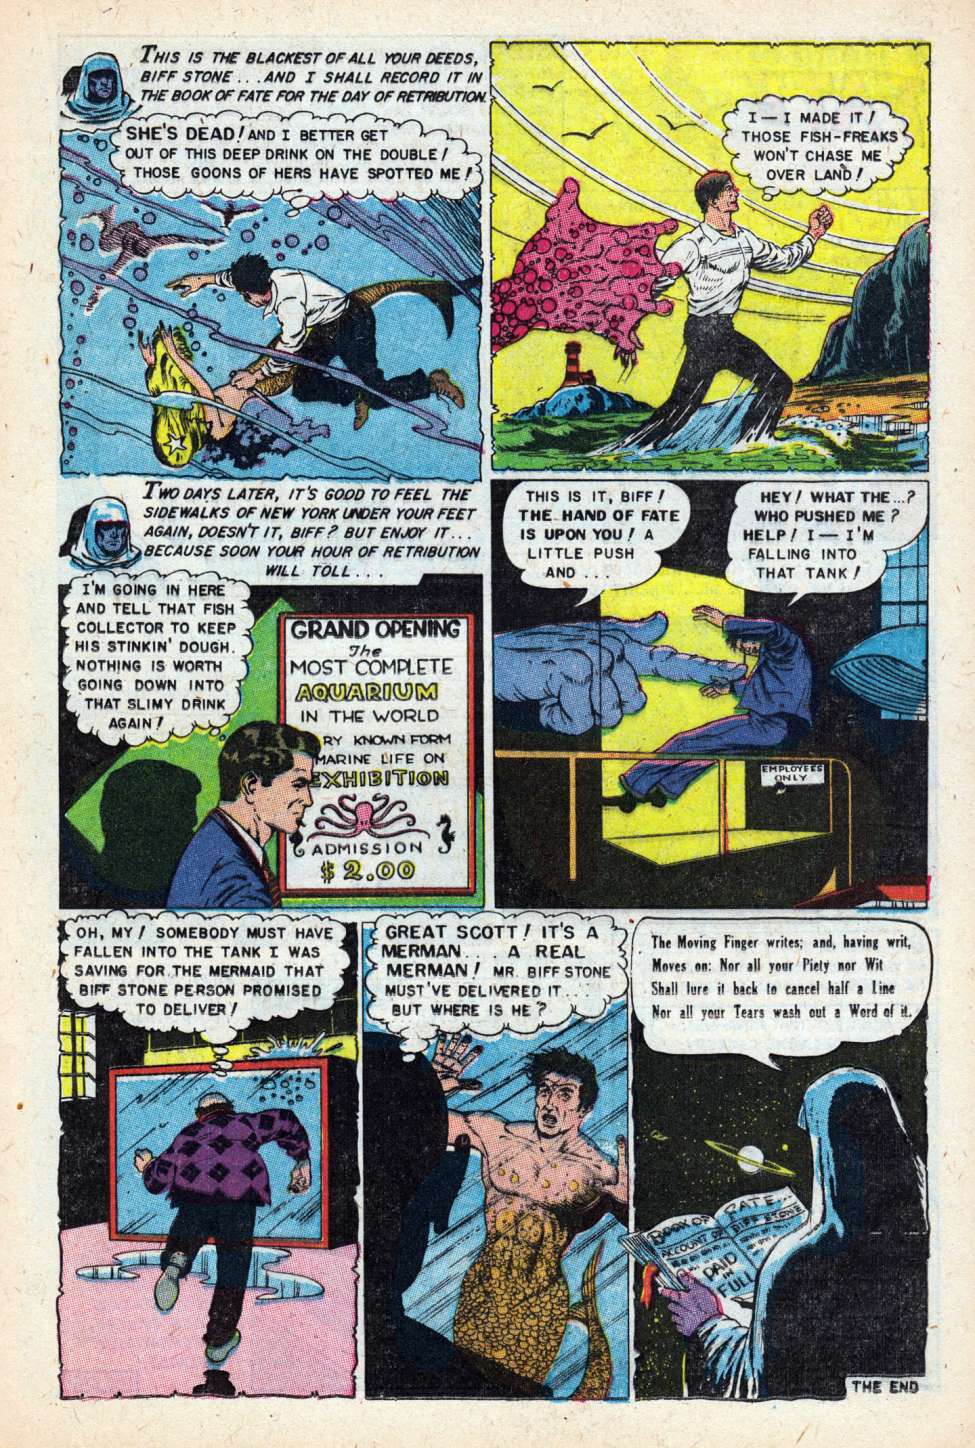 THIS IS THE BLACKEST OF ALL YOUR DEEDS,
BIFF STONE... AND I SHALL RECORD IT IN
THE BOOK OF FATE FOR THE DAY OF RETRIBUTION.
SHE'S DEAD! AND I BETTER GET
OUT OF THIS DEEP DRINK ON THE DOUBLE!
THOSE GOONS OF HERS HAVE SPOTTED ME!
I—I MADE IT!
THOSE FISH-FREAKS
WON'T CHASE ME
OVER LAND!
TWO DAYS LATER, IT'S GOOD TO FEEL THE
SIDEWALKS OF NEW YORK UNDER YOUR FEET
AGAIN, DOESN'T IT, BIFF? BUT ENJOY IT...
BECAUSE SOON YOUR HOUR OF RETRIBUTION
WILL TOLL...
I'M GOING IN HERE
AND TELL THAT FISH
COLLECTOR TO KEEP
HIS STINKIN' DOUGH.
NOTHING IS WORTH
GOING DOWN INTO
THAT SLIMY DRINK
AGAIN!
GRAND OPENING
The
MOST COMPLETE
AQUARIUM
IN THE WORLD
RY KNOWN FORM
MARINE LIFE ON
EXHIBITION
ADMISSION
$2.00
THIS IS IT, BIFF!
THE HAND OF FATE
IS UPON YOU! A
LITTLE PUSH
AND...
HEY! WHAT THE...?
WHO PUSHED ME?
HELP! I—I'M
FALLING INTO
THAT TANK!
EMPLOYEES
ONLY
OH, MY! SOMEBODY MUST HAVE
FALLEN INTO THE TANK I WAS
SAVING FOR THE MERMAID THAT
BIFF STONE PERSON PROMISED
TO DELIVER!
GREAT SCOTT! IT'S A
MERMAN... A REAL
MERMAN! MR. BIFF STONE
MUST'VE DELIVERED IT...
BUT WHERE IS HE?
The Moving Finger writes; and, having writ,
Moves on: Nor all your Piety nor Wit
Shall lure it back to cancel half a Line
Nor all your Tears wash out a Word of it.
BOOK OF FATE...
ACCOUNT OF BIFF STONE
PAID
IN
FULL
THE END